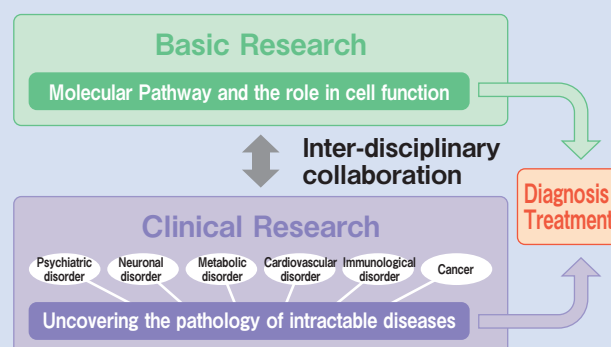 Basic Research
Molecular Pathway and the role in cell function
Inter-disciplinary
collaboration
Diagnosis
Treatment
Clinical Research
Psychiatric
disorder
Neuronal
disorder
Metabolic
disorder
Cardiovascular
disorder
Immunological
disorder
Cancer
Uncovering the pathology of intractable diseases